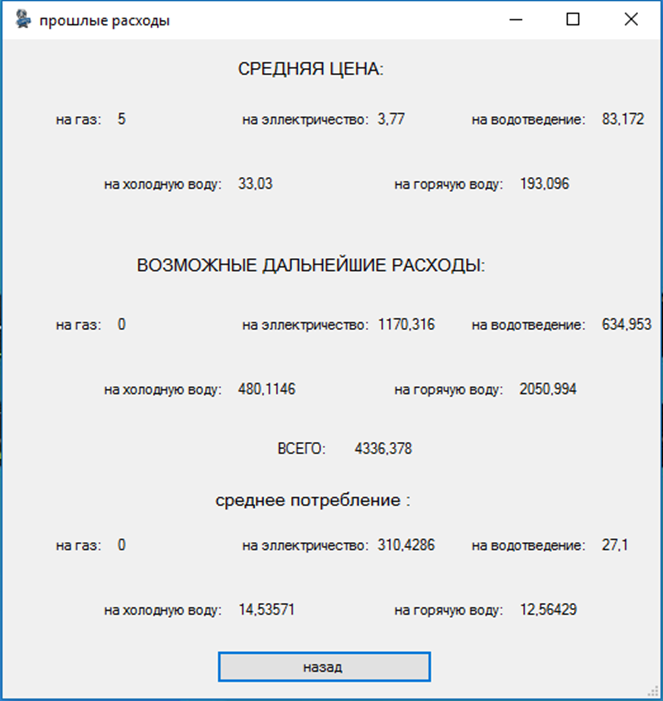 прошлые расходы
СРЕДНЯЯ ЦЕНА:
на газ: 5 на эллектричество: 3,77 на водотведение: 83,172
на холодную воду: 33,03 на горячую воду: 193,096
ВОЗМОЖНЫЕ ДАЛЬНЕЙШИЕ РАСХОДЫ:
на газ: 0 на эллектричество: 1170,316 на водотведение: 634,953
на холодную воду: 480,1146 на горячую воду: 2050,994
ВСЕГО: 4336,378
среднее потребление :
на газ: 0 на эллектричество: 310,4286 на водотведение: 27,1
на холодную воду: 14,53571 на горячую воду: 12,56429
назад